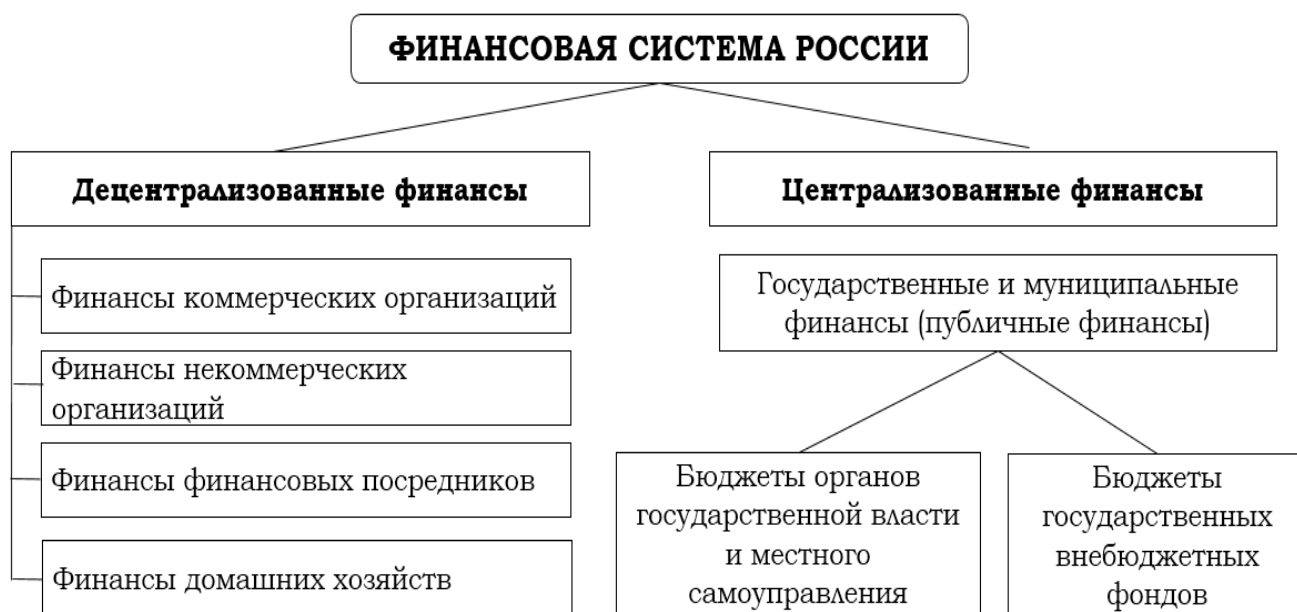 ФИНАНСОВАЯ СИСТЕМА РОССИИ
Децентрализованные финансы
Финансы коммерческих организаций
Финансы некоммерческих
организаций
Финансы финансовых посредников
Финансы домашних хозяйств
Централизованные финансы
Государственные и муниципальные
финансы (публичные финансы)
Бюджеты органов
государственной власти
и местного
самоуправления
Бюджеты
государственных
внебюджетных
фондов